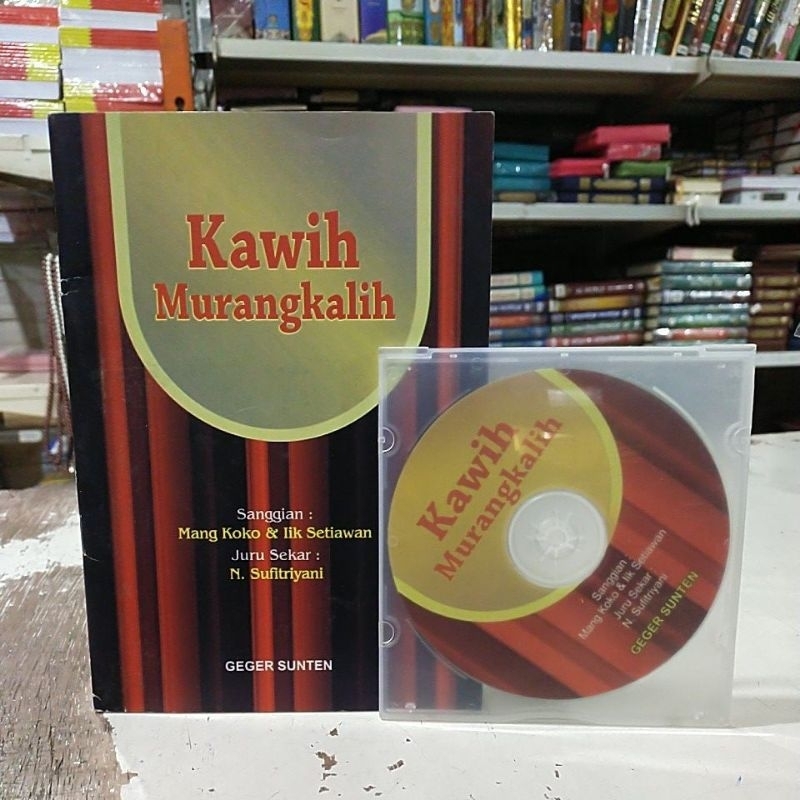 Kawih
Murangkalih
Sanggian :
Mang Koko & Iik Setiawan
Juru Sekar :
N. Sufitriyani
GEGER SUNTEN
Kawih
Murangkalih
Sanggian :
Mang Koko & Iik Setiawan
Juru Sekar :
N. Sufitriyani
GEGER SUNTEN